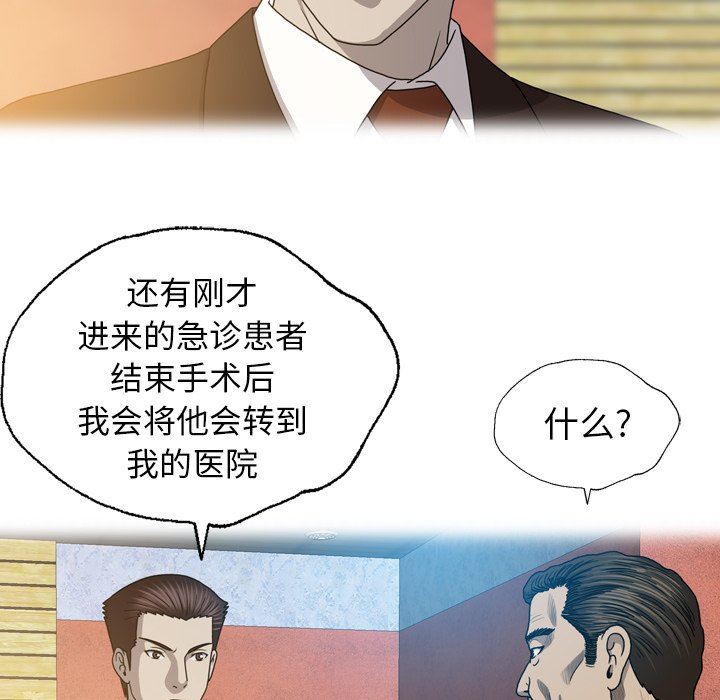 还有刚才
进来的急诊患者
结束手术后
我会将他会转到
我的医院
什么?